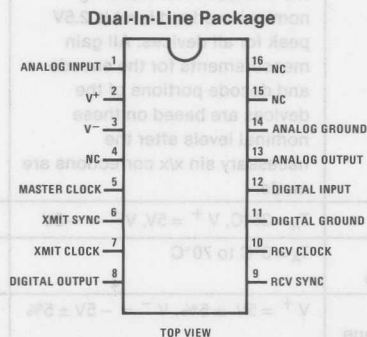 Dual-In-Line Package
ANALOG INPUT 1
V+ 2
V− 3
NC 4
MASTER CLOCK 5
XMIT SYNC 6
XMIT CLOCK 7
DIGITAL OUTPUT 8
16 NC
15 NC
14 ANALOG GROUND
13 ANALOG OUTPUT
12 DIGITAL INPUT
11 DIGITAL GROUND
10 RCV CLOCK
9 RCV SYNC
TOP VIEW